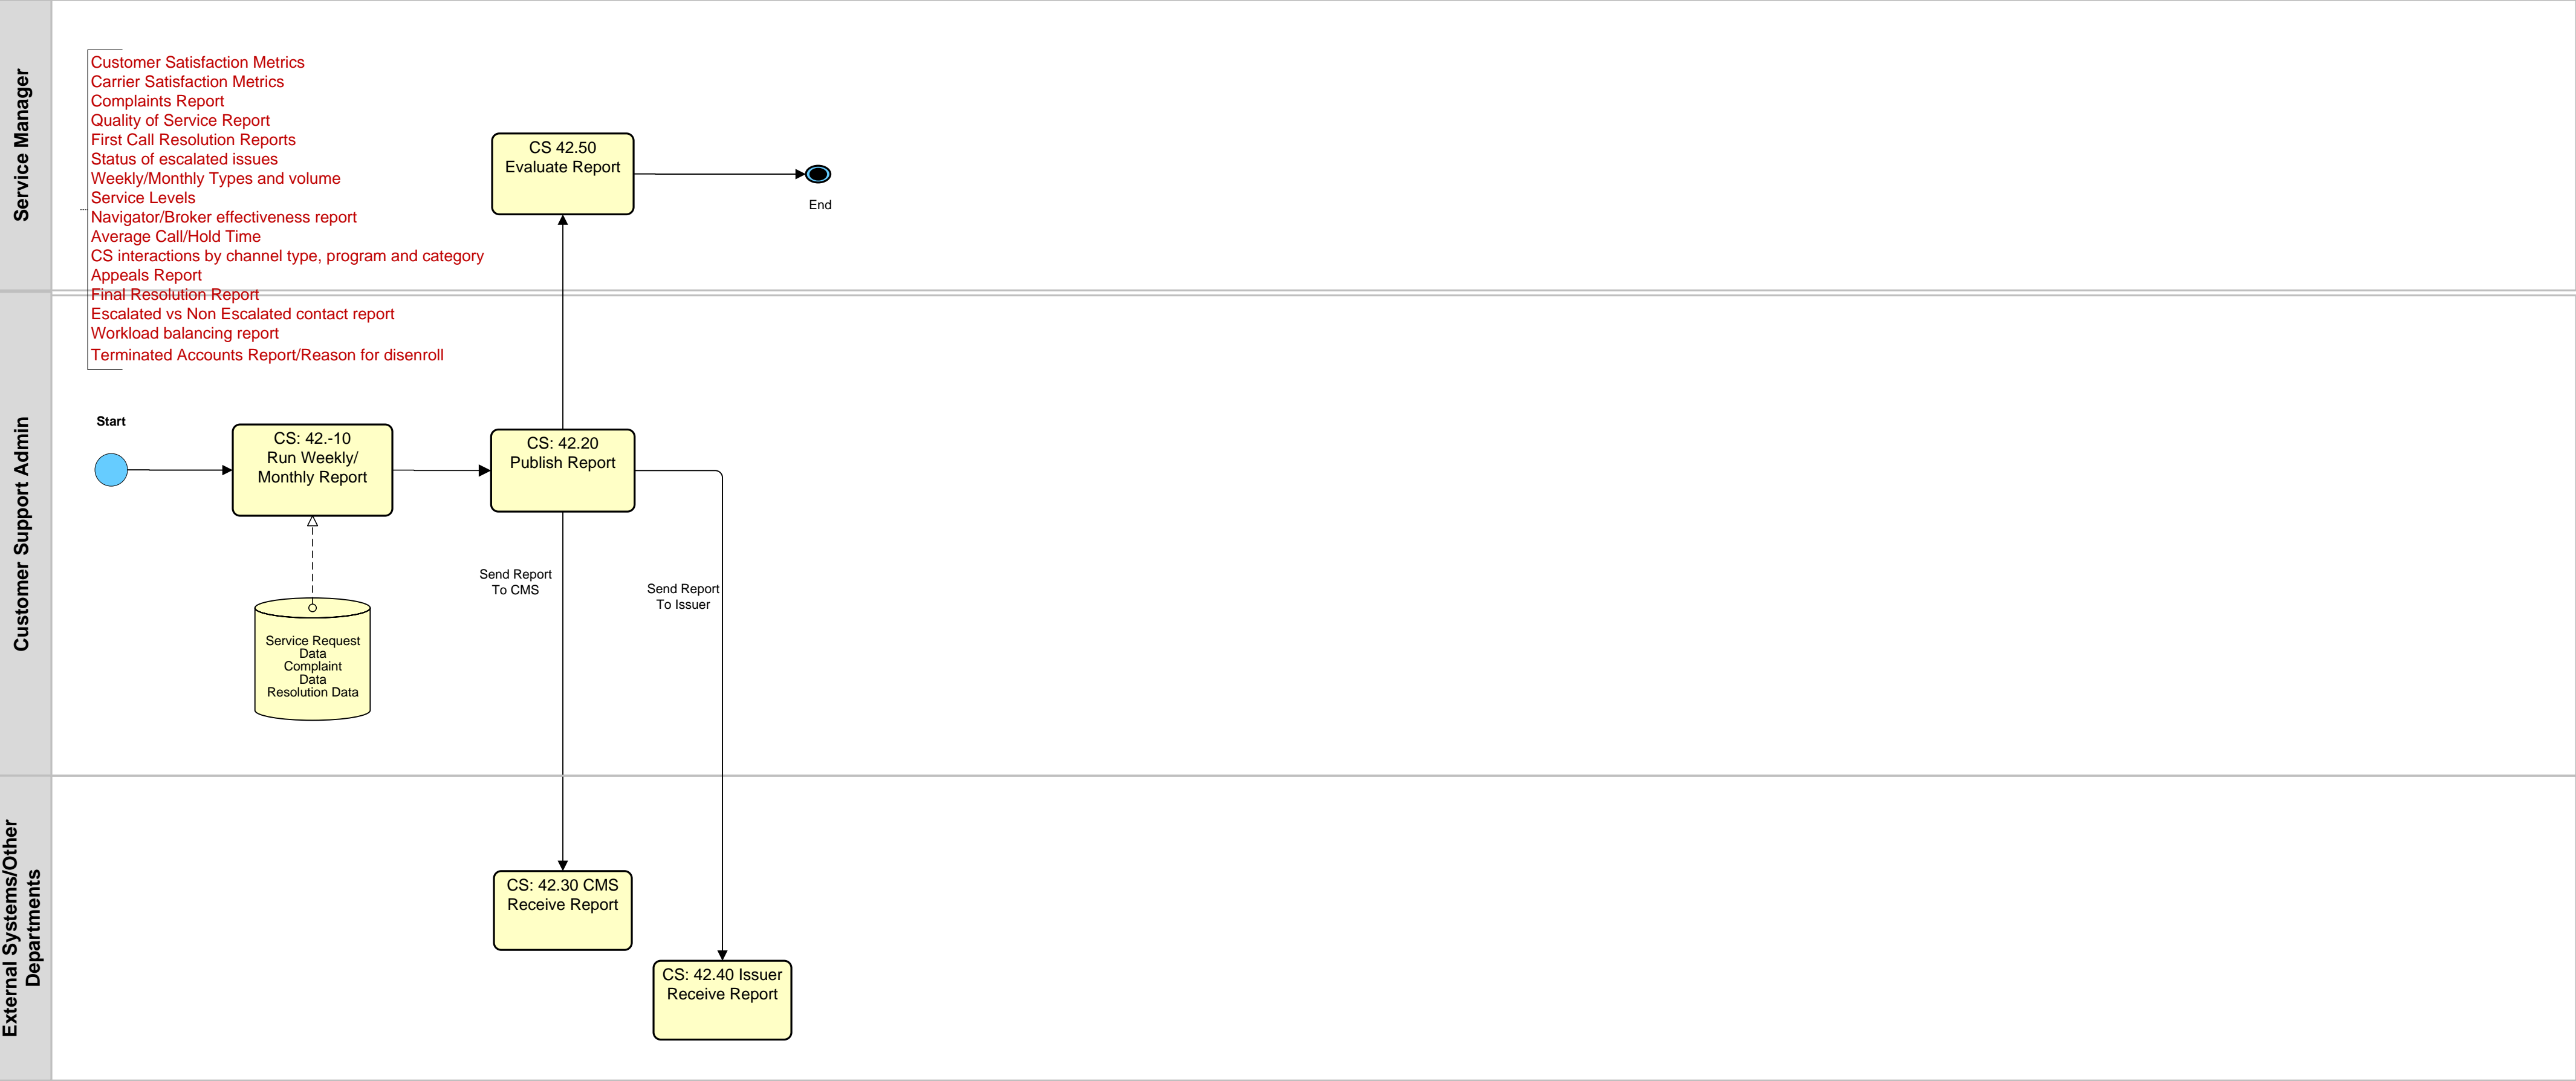 Service Manager
Customer Satisfaction Metrics
Carrier Satisfaction Metrics
Complaints Report
Quality of Service Report
First Call Resolution Reports
Status of escalated issues
Weekly/Monthly Types and volume
Service Levels
Navigator/Broker effectiveness report
Average Call/Hold Time
CS interactions by channel type, program and category
Appeals Report
Final Resolution Report
Escalated vs Non Escalated contact report
Workload balancing report
Terminated Accounts Report/Reason for disenroll
CS 42.50
Evaluate Report
End
Customer Support Admin
Start
CS: 42.-10
Run Weekly/
Monthly Report
CS: 42.20
Publish Report
Send Report
To CMS
Send Report
To Issuer
Service Request
Data
Complaint
Data
Resolution Data
External Systems/Other
Departments
CS: 42.30 CMS
Receive Report
CS: 42.40 Issuer
Receive Report